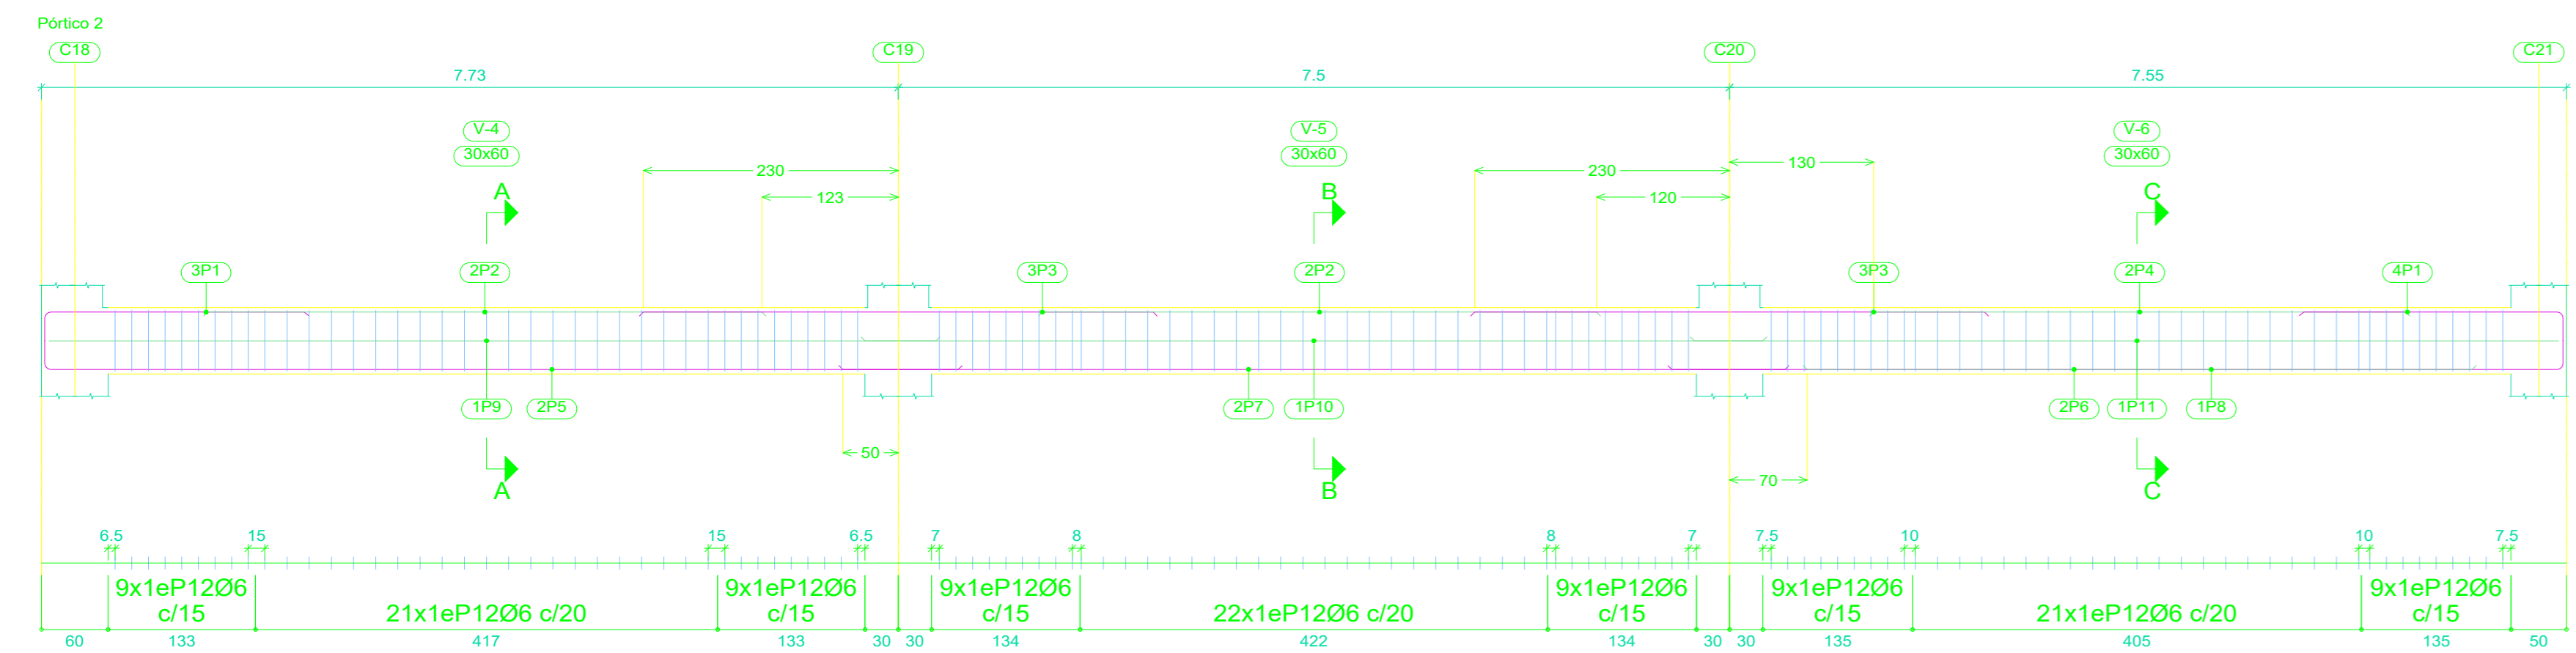 Pórtico 2
C18
C19
C20
C21
7.73
7.5
7.55
V-4
V-5
V-6
30x60
30x60
30x60
230
230
130
123
120
A
B
C
3P1
2P2
3P3
2P2
3P3
2P4
4P1
1P9
2P5
2P7
1P10
2P6
1P11
1P8
50
70
A
B
C
6.5
15
15
6.5
7
8
8
7
7.5
10
10
7.5
9x1eP12Ø6
c/15
21x1eP12Ø6 c/20
9x1eP12Ø6
c/15
9x1eP12Ø6
c/15
22x1eP12Ø6 c/20
9x1eP12Ø6
c/15
9x1eP12Ø6
c/15
21x1eP12Ø6 c/20
9x1eP12Ø6
c/15
60
133
417
133
30
30
134
422
134
30
30
135
405
135
50